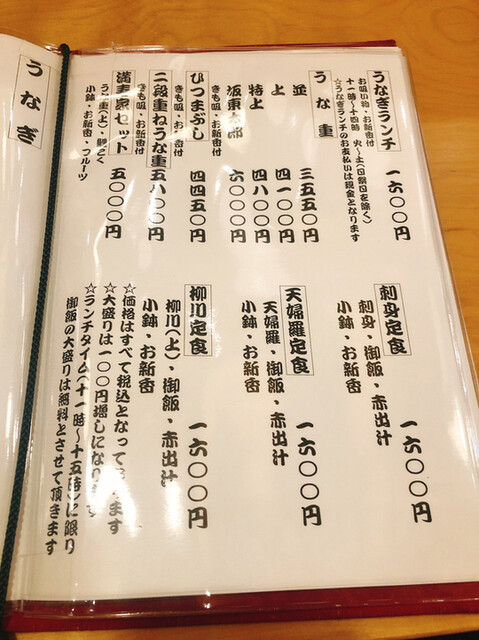 うなぎランチ 一六〇〇円
お吸い物・お新香付
十一時～十四時 火～土(日祭日を除く)
☆うなぎランチのお支払いは現金となります
うな重
並 三五五〇円
上 四一〇〇円
特上 四八〇〇円
坂東太郎 六〇〇〇円
きも吸・お新香付
ひつまぶし 四四五〇円
きも吸・お新香付
二段重ねうな重 五八〇〇円
きも吸・お新香付
満寿家セット 五〇〇〇円
うな重(上)・鯉こく
小鉢・お新香・フルーツ
刺身定食 一六〇〇円
刺身・御飯・赤出汁
小鉢・お新香
天婦羅定食 一六〇〇円
天婦羅・御飯・赤出汁
小鉢・お新香
柳川定食 一六〇〇円
柳川(上)・御飯・赤出汁
小鉢・お新香
☆価格はすべて税込となっております
☆大盛りは一〇〇円増しになります
☆ランチタイム(十一時～十五時)に限り
御飯の大盛りは無料とさせて頂きます
うなぎ